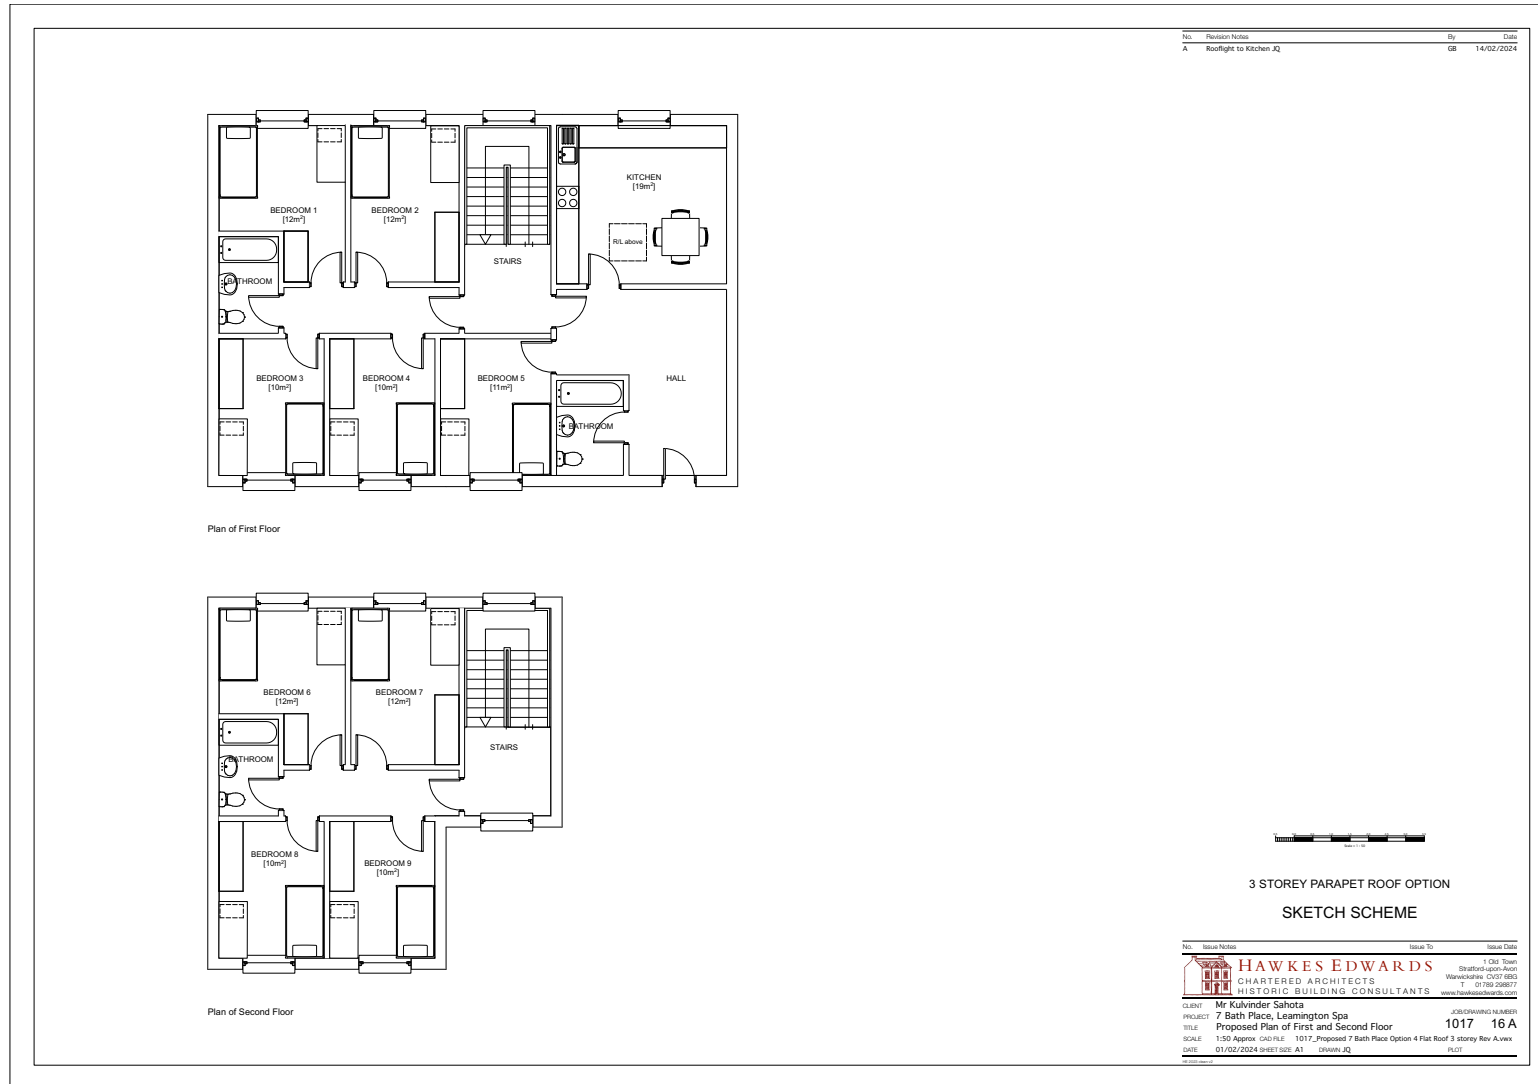 No. Revision Notes By Date
A Rooflight to Kitchen JQ GB 14/02/2024
KITCHEN
[19m²]
BEDROOM 1
[12m²]
BEDROOM 2
[12m²]
R/L above
STAIRS
BATHROOM
BEDROOM 3
[10m²]
BEDROOM 4
[10m²]
BEDROOM 5
[11m²]
HALL
BATHROOM
Plan of First Floor
BEDROOM 6
[12m²]
BEDROOM 7
[12m²]
STAIRS
BATHROOM
BEDROOM 8
[10m²]
BEDROOM 9
[10m²]
Plan of Second Floor
3 STOREY PARAPET ROOF OPTION
SKETCH SCHEME
No. Issue Notes Issue To Issue Date
HAWKES EDWARDS
CHARTERED ARCHITECTS
HISTORIC BUILDING CONSULTANTS
1 Old Town
Stratford-upon-Avon
Warwickshire CV37 6BG
T 01789 298877
www.hawkesedwards.com
CLIENT Mr Kulvinder Sahota
PROJECT 7 Bath Place, Leamington Spa
TITLE Proposed Plan of First and Second Floor
JOB/DRAWING NUMBER
1017 16 A
SCALE 1:50 Approx CAD FILE 1017_Proposed 7 Bath Place Option 4 Flat Roof 3 storey Rev A.vwx
DATE 01/02/2024 SHEET SIZE A1 DRAWN JQ PLOT